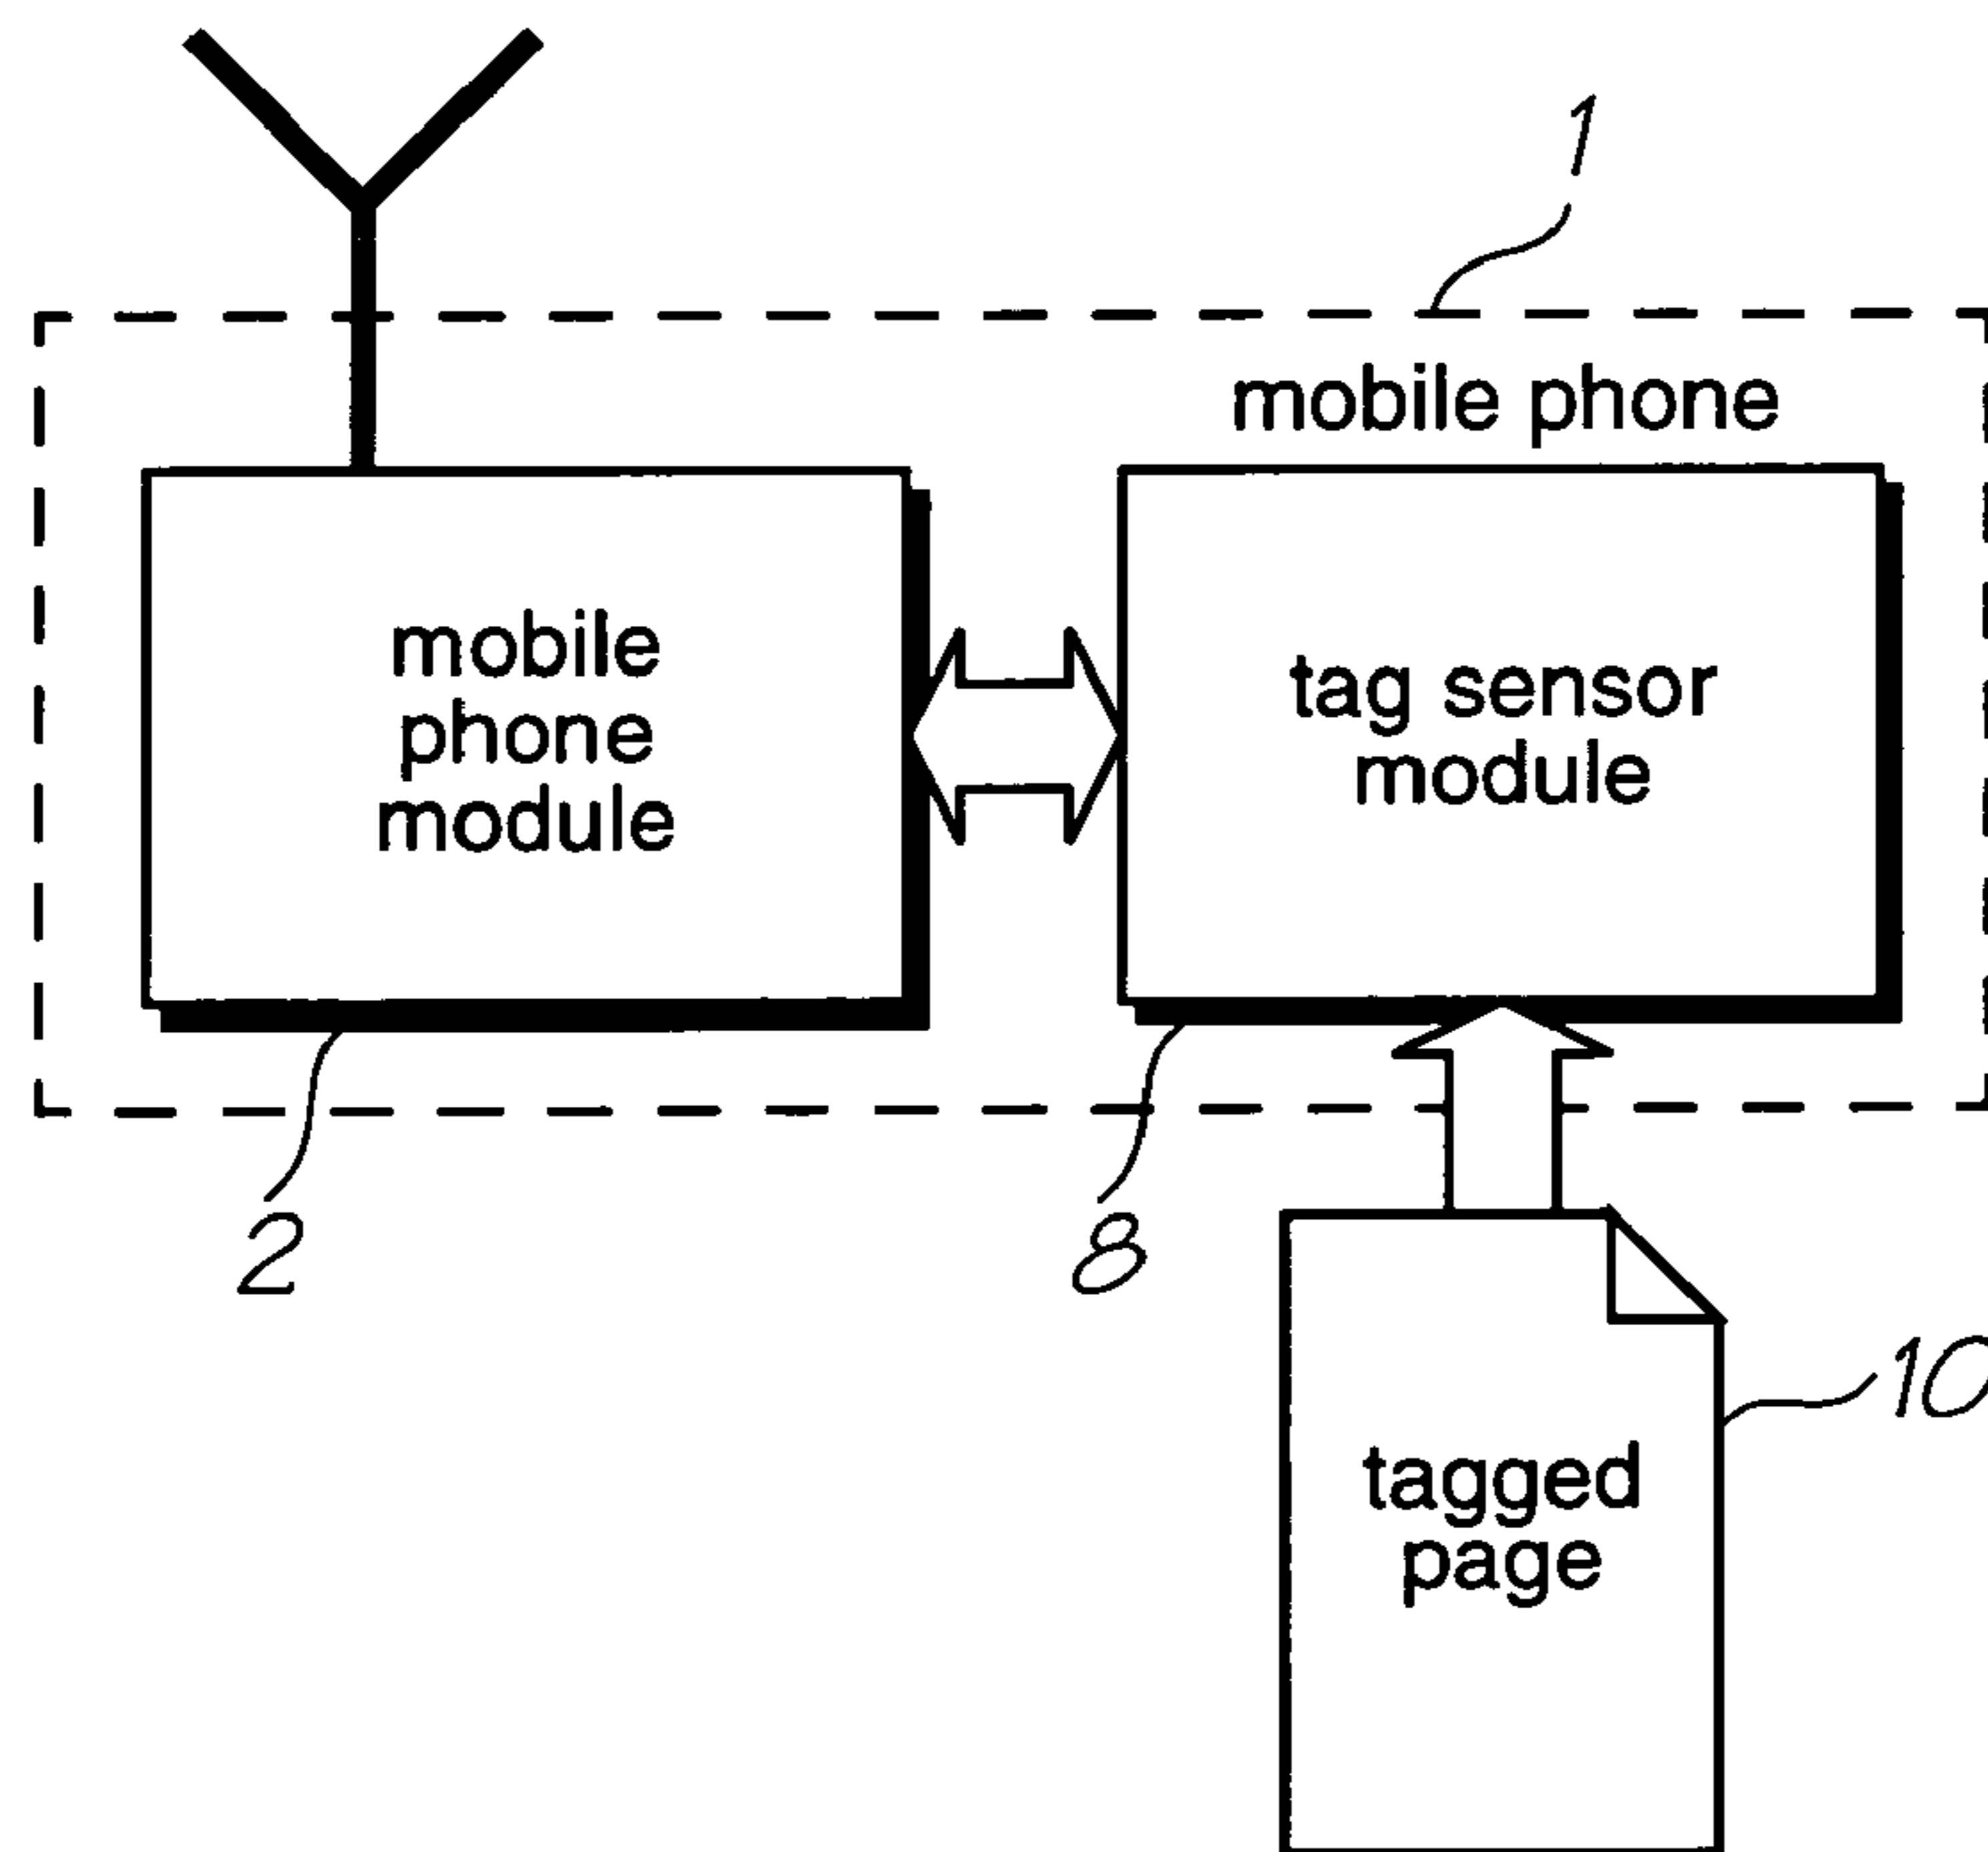 1
mobile phone
mobile
phone
module
tag sensor
module
2
8
10
tagged
page